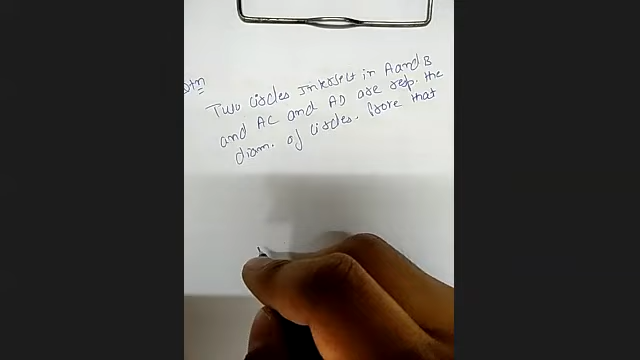 Qtn
Two circles Intersect in A and B
and AC and AD are resp. the
diam. of circles. Prove that